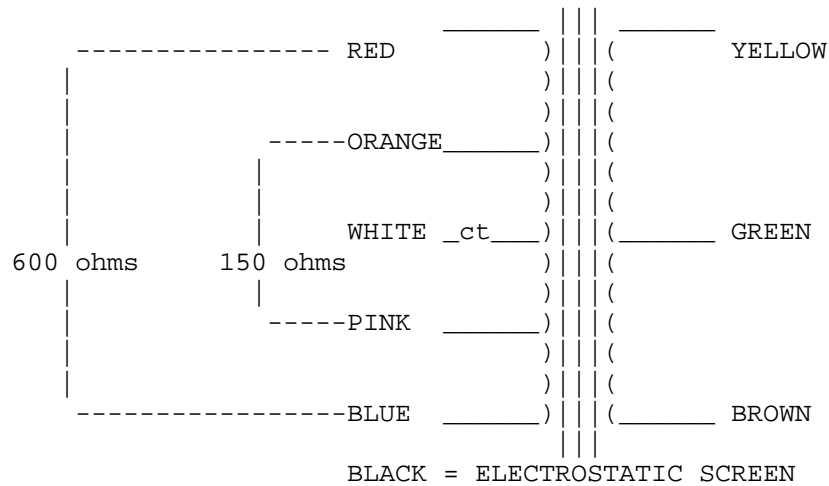 RED YELLOW
ORANGE
WHITE ct GREEN
600 ohms 150 ohms
PINK
BLUE BROWN
BLACK = ELECTROSTATIC SCREEN